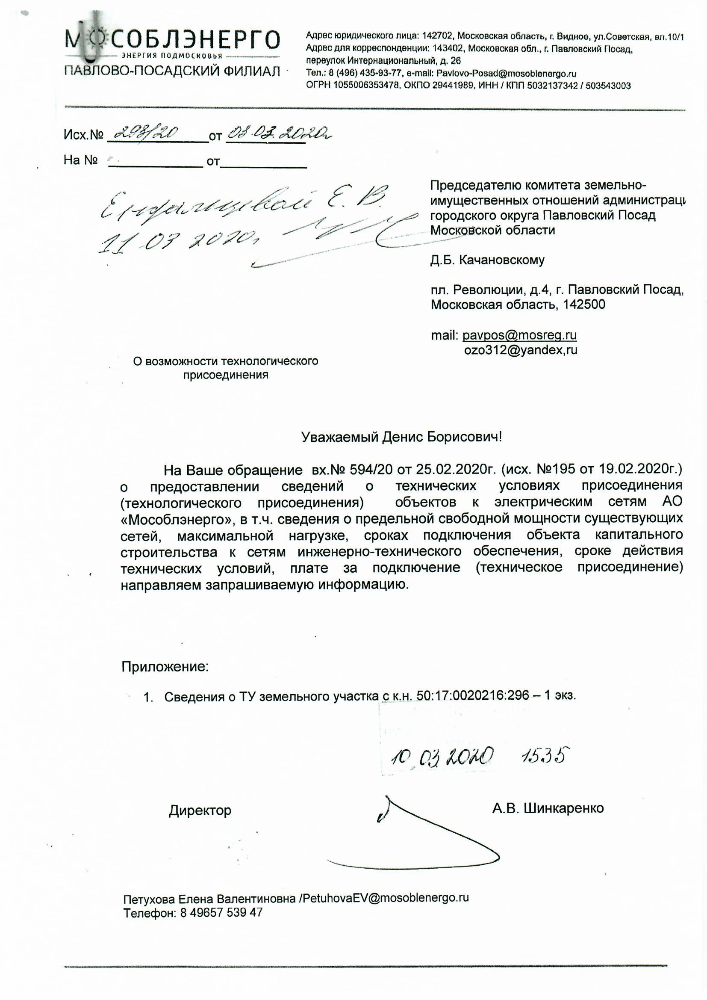 МОСОБЛЭНЕРГО
ЭНЕРГИЯ ПОДМОСКОВЬЯ
ПАВЛОВО-ПОСАДСКИЙ ФИЛИАЛ
Адрес юридического лица: 142702, Московская область, г. Видное, ул.Советская, вл.10/1
Адрес для корреспонденции: 143402, Московская обл., г. Павловский Посад,
переулок Интернациональный, д. 26
Тел.: 8 (496) 435-93-77, e-mail: Pavlovo-Posad@mosoblenergo.ru
ОГРН 1055006353478, ОКПО 29441989, ИНН / КПП 5032137342 / 503543003
Исх.№ 293/20 от 03.03.2020г
На № от
Е. В.
11.03 2020г.
Председателю комитета земельно-
имущественных отношений администраци
городского округа Павловский Посад
Московской области
Д.Б. Качановскому
пл. Революции, д.4, г. Павловский Посад,
Московская область, 142500
mail: pavpos@mosreg.ru
ozo312@yandex,ru
О возможности технологического
присоединения
Уважаемый Денис Борисович!
На Ваше обращение вх.№ 594/20 от 25.02.2020г. (исх. №195 от 19.02.2020г.)
о предоставлении сведений о технических условиях присоединения
(технологического присоединения) объектов к электрическим сетям АО
«Мособлэнерго», в т.ч. сведения о предельной свободной мощности существующих
сетей, максимальной нагрузке, сроках подключения объекта капитального
строительства к сетям инженерно-технического обеспечения, сроке действия
технических условий, плате за подключение (техническое присоединение)
направляем запрашиваемую информацию.
Приложение:
1. Сведения о ТУ земельного участка с к.н. 50:17:0020216:296 – 1 экз.
10.03.2020 1535
Директор
А.В. Шинкаренко
Петухова Елена Валентиновна /PetuhovaEV@mosoblenergo.ru
Телефон: 8 49657 539 47